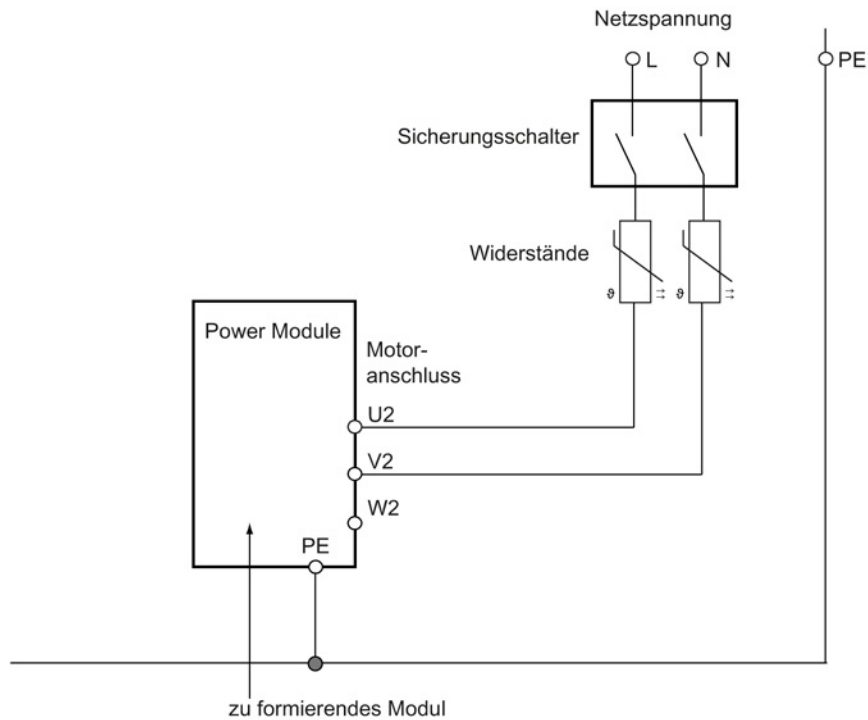 Netzspannung
L
N
PE
Sicherungsschalter
Widerstände
ϑ
ϑ
Power Module
Motor-
anschluss
U2
V2
W2
PE
zu formierendes Modul